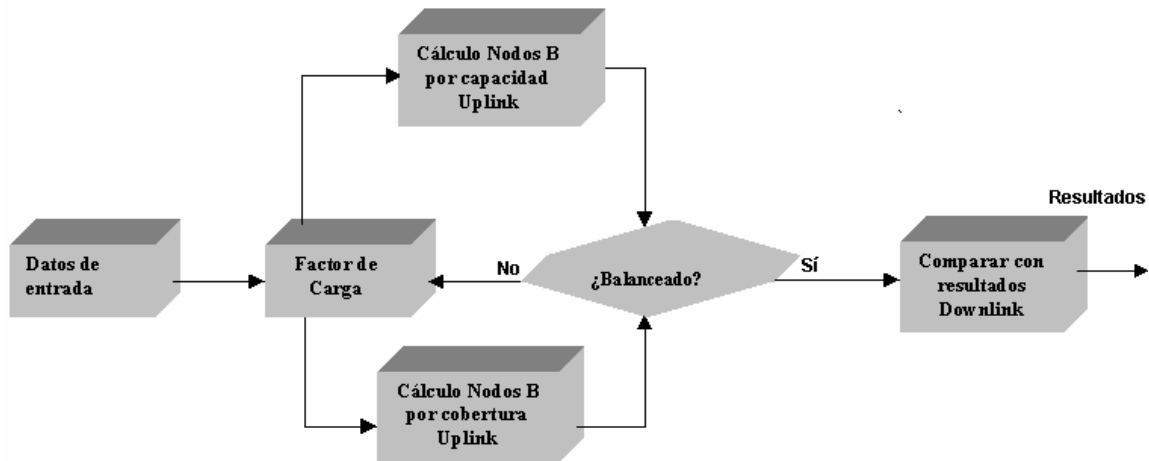 Cálculo Nodos B
por capacidad
Uplink
Resultados
Datos de
entrada
Factor de
Carga
No
¿Balanceado?
Sí
Comparar con
resultados
Downlink
Cálculo Nodos B
por cobertura
Uplink